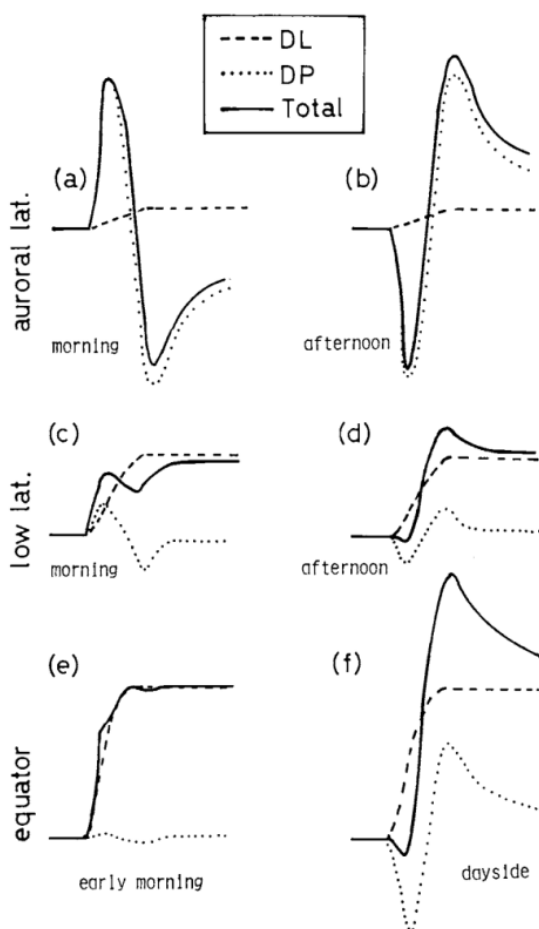 DL
DP
Total
(a)
(b)
auroral lat.
morning
afternoon
(c)
(d)
low lat.
morning
afternoon
(e)
(f)
equator
early morning
dayside